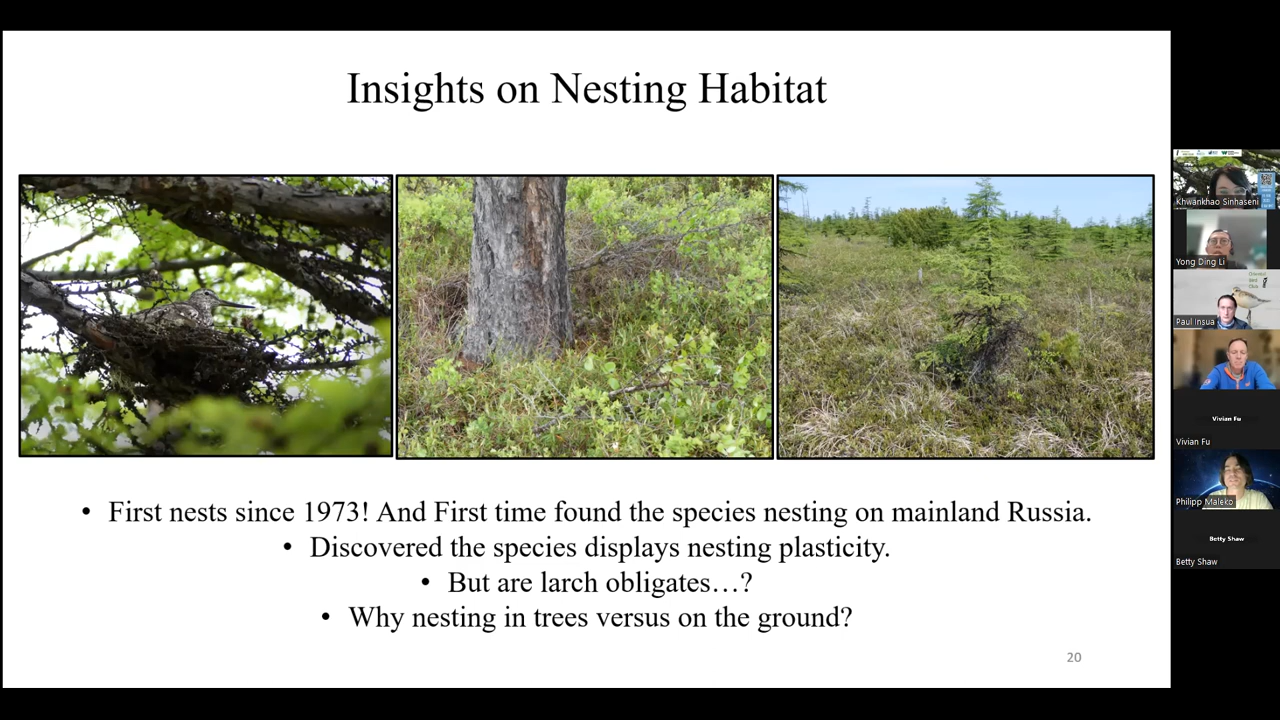 Insights on Nesting Habitat
• First nests since 1973! And First time found the species nesting on mainland Russia.
• Discovered the species displays nesting plasticity.
• But are larch obligates…?
• Why nesting in trees versus on the ground?
20
Khwankhao Sinhaseni
Yong Ding Li
Paul Insua
Vivian Fu
Vivian Fu
Philipp Maleko
Betty Shaw
Betty Shaw